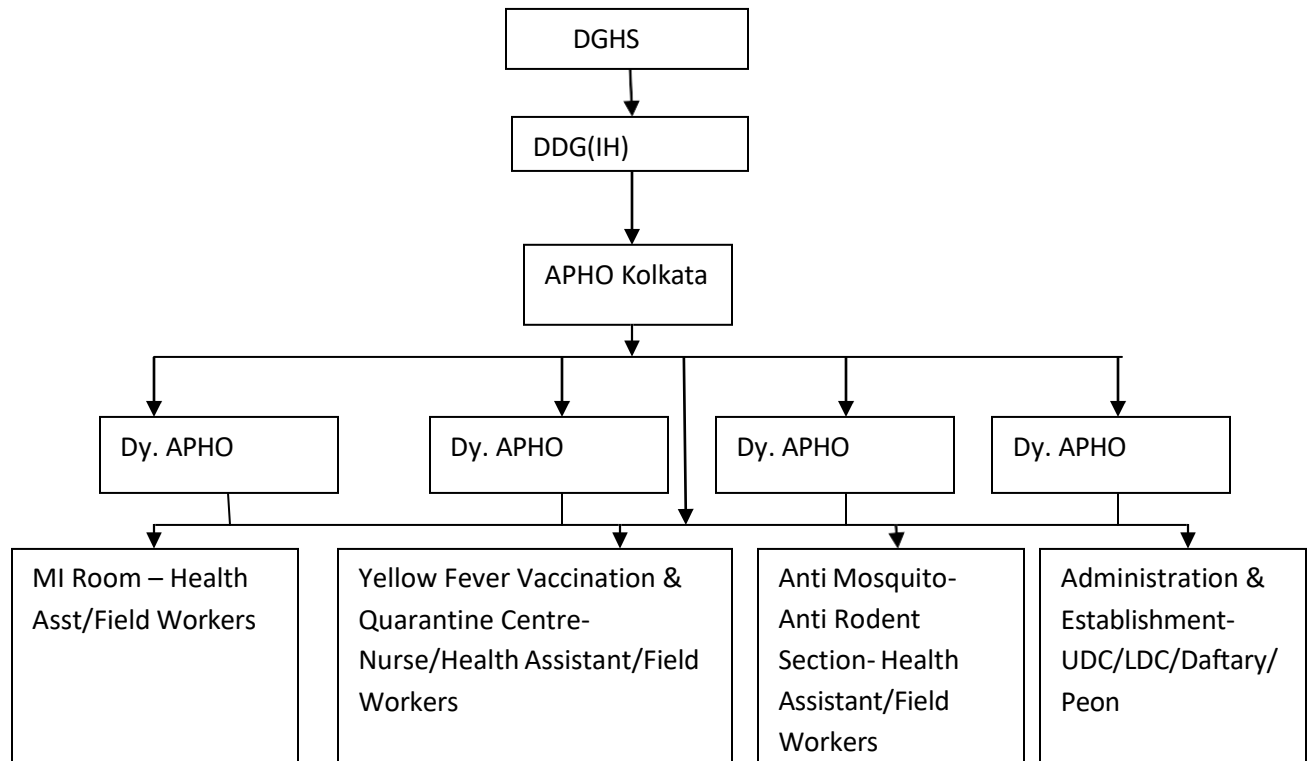 DGHS
DDG(IH)
APHO Kolkata
Dy. APHO
Dy. APHO
Dy. APHO
Dy. APHO
MI Room – Health
Asst/Field Workers
Yellow Fever Vaccination &
Quarantine Centre-
Nurse/Health Assistant/Field
Workers
Anti Mosquito-
Anti Rodent
Section- Health
Assistant/Field
Workers
Administration &
Establishment-
UDC/LDC/Daftary/
Peon